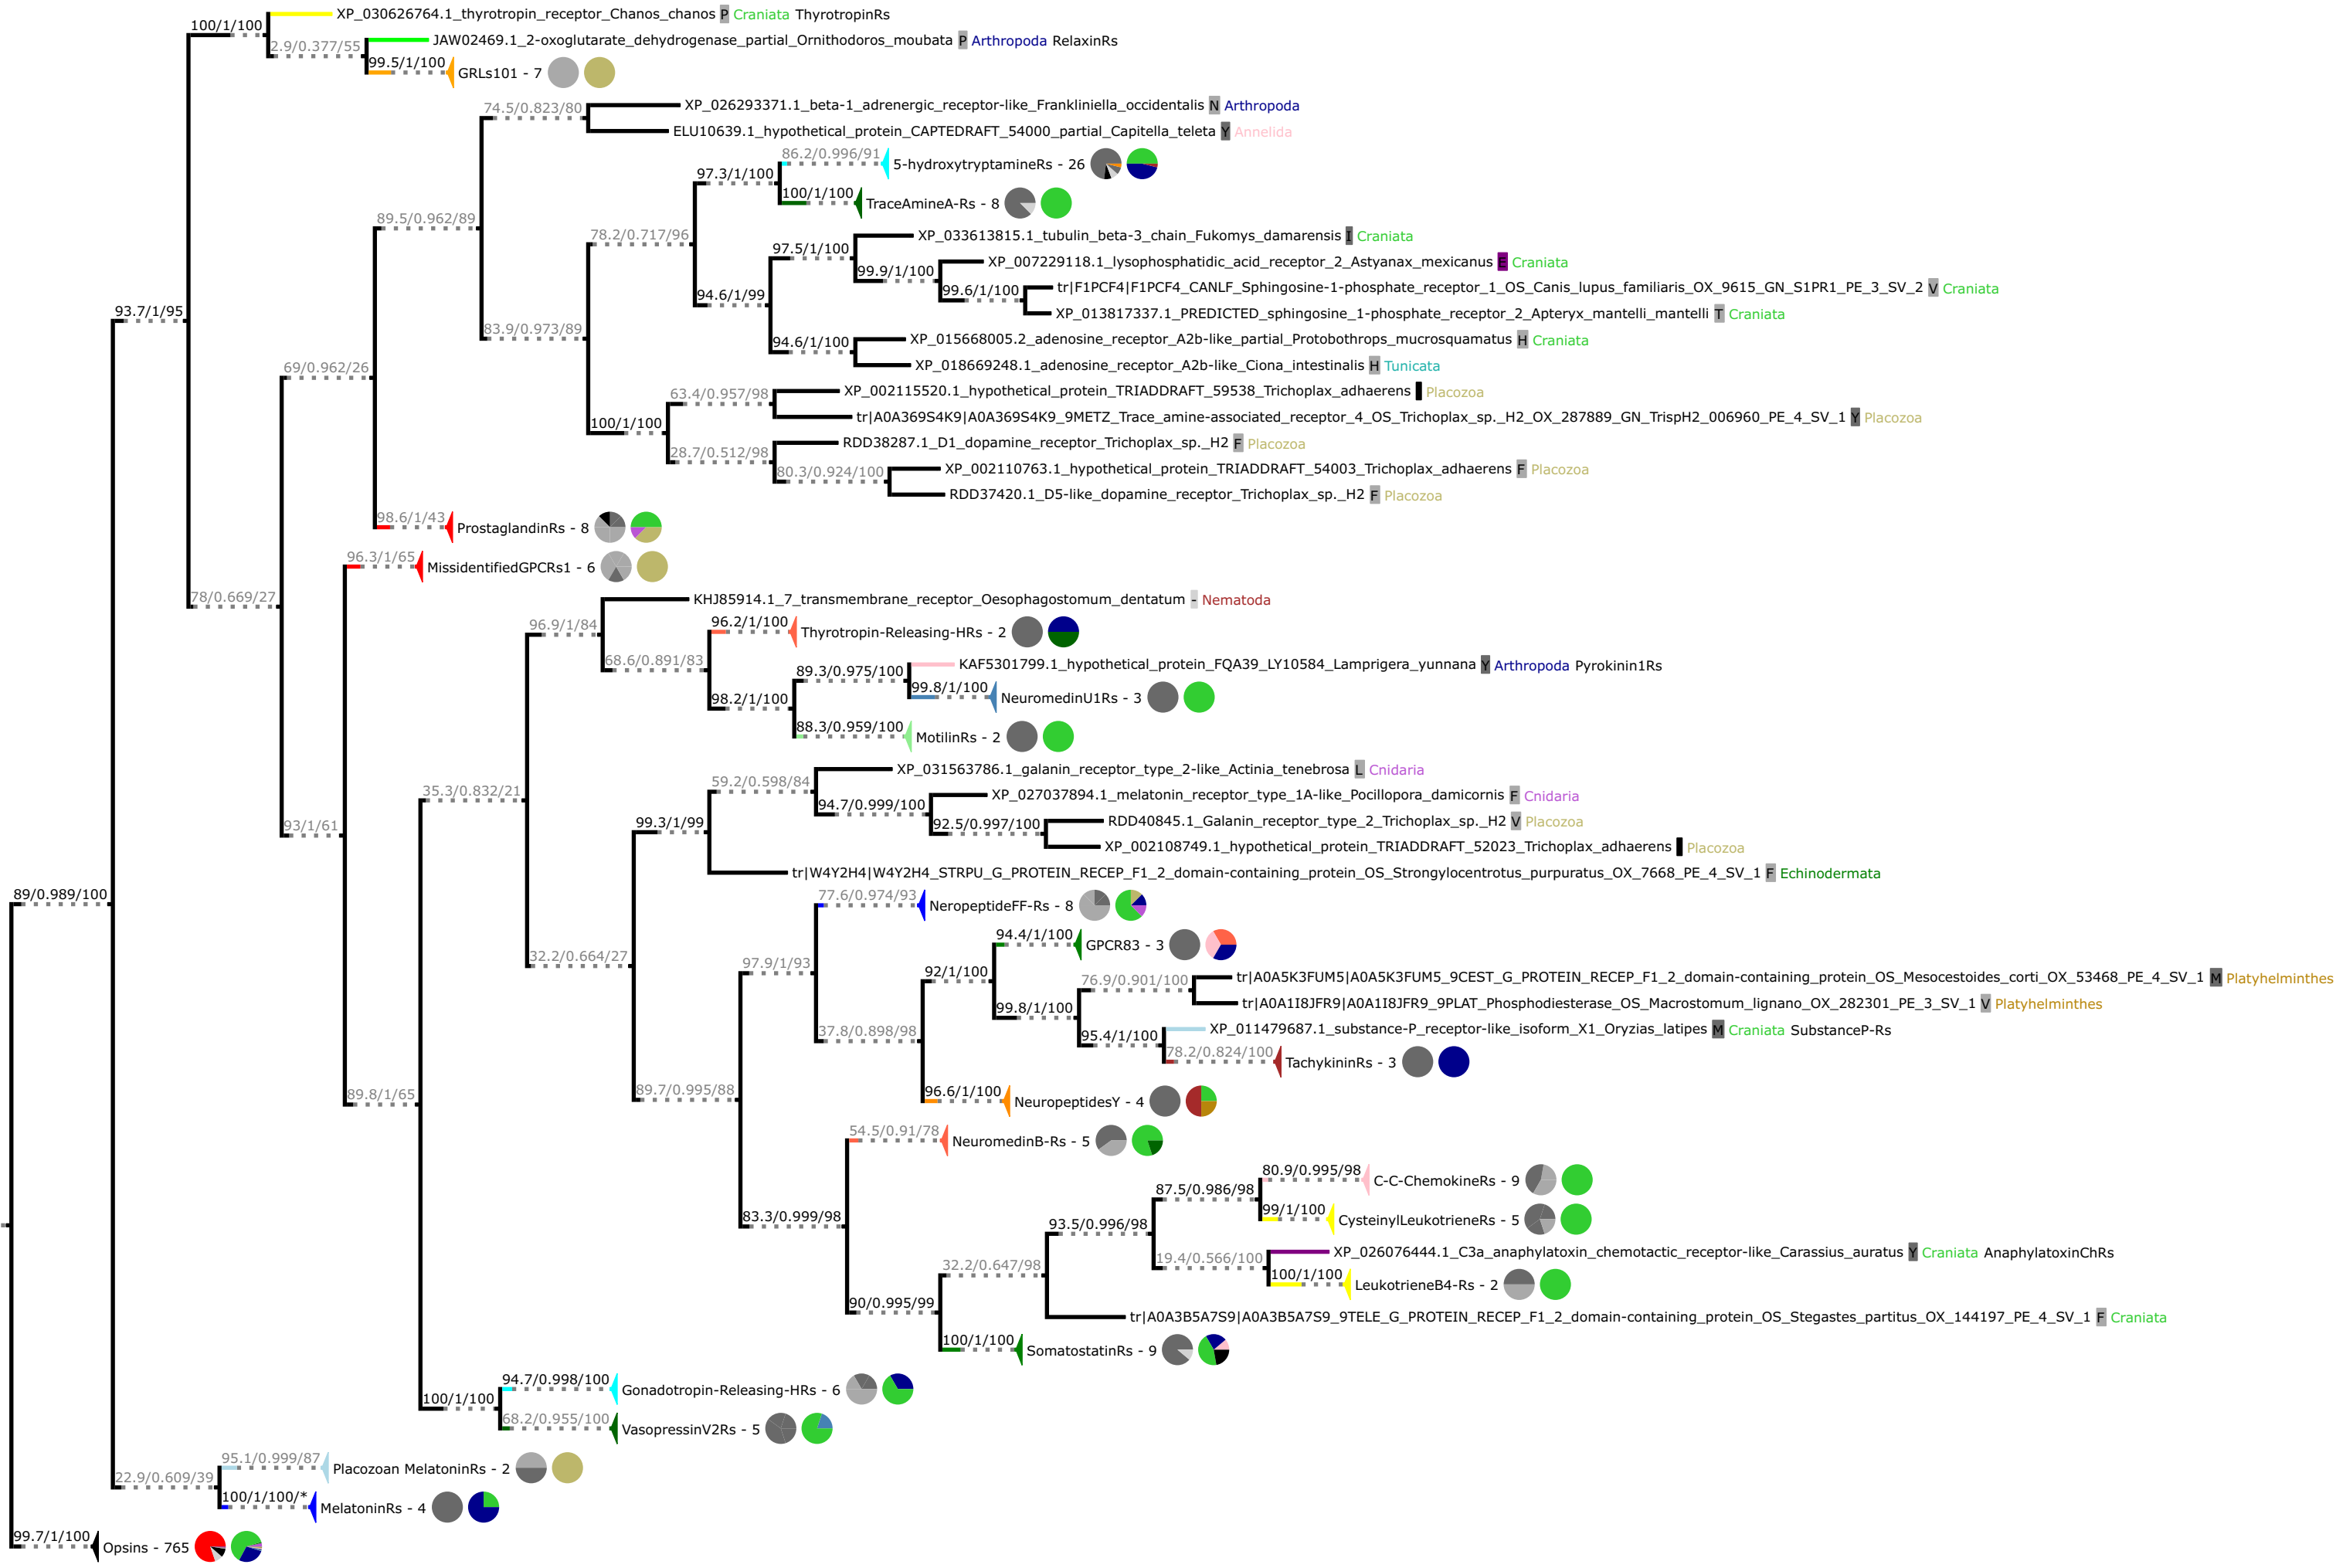 XP_030626764.1_thyrotropin_receptor_Chanos_chanos P Craniata ThyrotropinRs
100/1/100
JAW02469.1_2-oxoglutarate_dehydrogenase_partial_Ornithodoros_moubata P Arthropoda RelaxinRs
2.9/0.377/55
99.5/1/100
GRLs101 - 7
74.5/0.823/80
XP_026293371.1_beta-1_adrenergic_receptor-like_Frankliniella_occidentalis N Arthropoda
ELU10639.1_hypothetical_protein_CAPTEDRAFT_54000_partial_Capitella_teleta Y Annelida
86.2/0.996/91
5-hydroxytryptamineRs - 26
97.3/1/100
100/1/100
TraceAmineA-Rs - 8
89.5/0.962/89
78.2/0.717/96
XP_033613815.1_tubulin_beta-3_chain_Fukomys_damarensis I Craniata
97.5/1/100
XP_007229118.1_lysophosphatidic_acid_receptor_2_Astyanax_mexicanus E Craniata
99.9/1/100
tr|F1PCF4|F1PCF4_CANLF_Sphingosine-1-phosphate_receptor_1_OS_Canis_lupus_familiaris_OX_9615_GN_S1PR1_PE_3_SV_2 V Craniata
99.6/1/100
94.6/1/99
93.7/1/95
XP_013817337.1_PREDICTED_sphingosine_1-phosphate_receptor_2_Apteryx_mantelli_mantelli T Craniata
83.9/0.973/89
XP_015668005.2_adenosine_receptor_A2b-like_partial_Protobothrops_mucrosquamatus H Craniata
94.6/1/100
XP_018669248.1_adenosine_receptor_A2b-like_Ciona_intestinalis H Tunicata
69/0.962/26
XP_002115520.1_hypothetical_protein_TRIADDRAFT_59538_Trichoplax_adhaerens Placozoa
63.4/0.957/98
tr|A0A369S4K9|A0A369S4K9_9METZ_Trace_amine-associated_receptor_4_OS_Trichoplax_sp._H2_OX_287889_GN_TrispH2_006960_PE_4_SV_1 Y Placozoa
100/1/100
RDD38287.1_D1_dopamine_receptor_Trichoplax_sp._H2 F Placozoa
28.7/0.512/98
XP_002110763.1_hypothetical_protein_TRIADDRAFT_54003_Trichoplax_adhaerens F Placozoa
80.3/0.924/100
RDD37420.1_D5-like_dopamine_receptor_Trichoplax_sp._H2 F Placozoa
98.6/1/43
ProstaglandinRs - 8
96.3/1/65
MissidentifiedGPCRs1 - 6
78/0.669/27
KHJ85914.1_7_transmembrane_receptor_Oesophagostomum_dentatum - Nematoda
96.9/1/84
96.2/1/100
Thyrotropin-Releasing-HRs - 2
68.6/0.891/83
KAF5301799.1_hypothetical_protein_FQA39_LY10584_Lamprigera_yunnana Y Arthropoda Pyrokinin1Rs
89.3/0.975/100
99.8/1/100
NeuromedinU1Rs - 3
98.2/1/100
88.3/0.959/100
MotilinRs - 2
XP_031563786.1_galanin_receptor_type_2-like_Actinia_tenebrosa L Cnidaria
59.2/0.598/84
35.3/0.832/21
XP_027037894.1_melatonin_receptor_type_1A-like_Pocillopora_damicornis F Cnidaria
94.7/0.999/100
RDD40845.1_Galanin_receptor_type_2_Trichoplax_sp._H2 V Placozoa
93/1/61
99.3/1/99
92.5/0.997/100
XP_002108749.1_hypothetical_protein_TRIADDRAFT_52023_Trichoplax_adhaerens Placozoa
tr|W4Y2H4|W4Y2H4_STRPU_G_PROTEIN_RECEP_F1_2_domain-containing_protein_OS_Strongylocentrotus_purpuratus_OX_7668_PE_4_SV_1 F Echinodermata
89/0.989/100
77.6/0.974/93
NeropeptideFF-Rs - 8
94.4/1/100
GPCR83 - 3
32.2/0.664/27
97.9/1/93
92/1/100
tr|A0A5K3FUM5|A0A5K3FUM5_9CEST_G_PROTEIN_RECEP_F1_2_domain-containing_protein_OS_Mesocestoides_corti_OX_53468_PE_4_SV_1 M Platyhelminthes
76.9/0.901/100
tr|A0A1I8JFR9|A0A1I8JFR9_9PLAT_Phosphodiesterase_OS_Macrostomum_lignano_OX_282301_PE_3_SV_1 V Platyhelminthes
99.8/1/100
XP_011479687.1_substance-P_receptor-like_isoform_X1_Oryzias_latipes M Craniata SubstanceP-Rs
37.8/0.898/98
95.4/1/100
78.2/0.824/100
TachykininRs - 3
89.8/1/65
89.7/0.995/88
96.6/1/100
NeuropeptidesY - 4
54.5/0.91/78
NeuromedinB-Rs - 5
80.9/0.995/98
C-C-ChemokineRs - 9
87.5/0.986/98
99/1/100
CysteinylLeukotrieneRs - 5
83.3/0.999/98
93.5/0.996/98
XP_026076444.1_C3a_anaphylatoxin_chemotactic_receptor-like_Carassius_auratus Y Craniata AnaphylatoxinChRs
19.4/0.566/100
32.2/0.647/98
100/1/100
LeukotrieneB4-Rs - 2
90/0.995/99
tr|A0A3B5A7S9|A0A3B5A7S9_9TELE_G_PROTEIN_RECEP_F1_2_domain-containing_protein_OS_Stegastes_partitus_OX_144197_PE_4_SV_1 F Craniata
100/1/100
SomatostatinRs - 9
94.7/0.998/100
Gonadotropin-Releasing-HRs - 6
100/1/100
68.2/0.955/100
VasopressinV2Rs - 5
95.1/0.999/87
Placozoan MelatoninRs - 2
22.9/0.609/39
100/1/100/*
MelatoninRs - 4
99.7/1/100
Opsins - 765